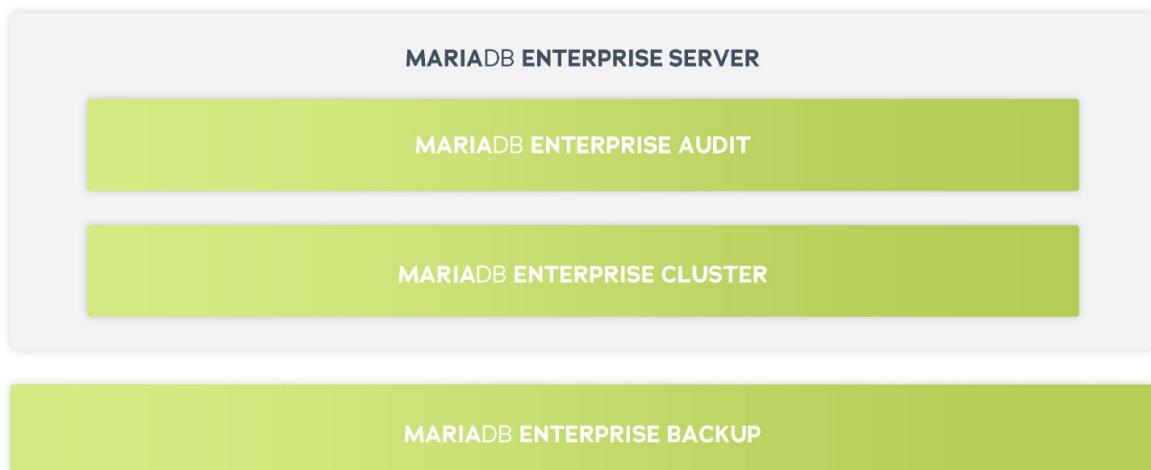 MARIADB ENTERPRISE SERVER
MARIADB ENTERPRISE AUDIT
MARIADB ENTERPRISE CLUSTER
MARIADB ENTERPRISE BACKUP